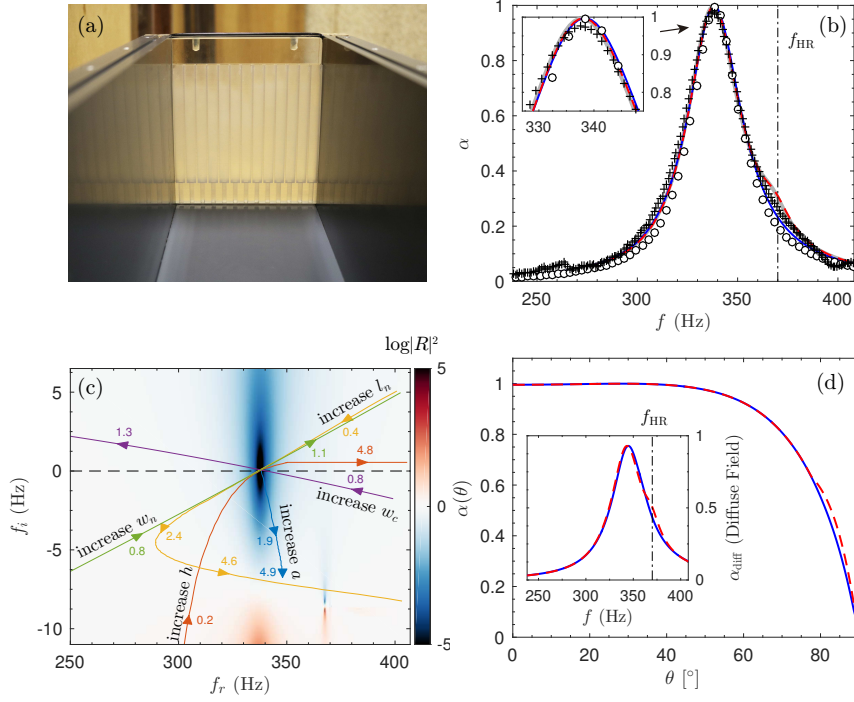 (a)
(b)
1
0.9
0.8
330
340
f_HR
1
0.8
0.6
0.4
0.2
0
α
250
300
350
400
f (Hz)
log|R|²
(c)
5
0
-5
-10
f_i (Hz)
250
300
350
400
f_r (Hz)
5
0
-5
increase l_n
increase w_n
increase w_c
increase h
increase a
1.3
0.4
1.1
4.8
0.8
0.8
2.4
4.6
1.9
4.9
0.2
(d)
1
0.8
0.6
0.4
0.2
0
α(θ)
0
20
40
60
80
θ [°]
f_HR
1
0.5
0
α_diff (Diffuse Field)
250
300
350
400
f (Hz)